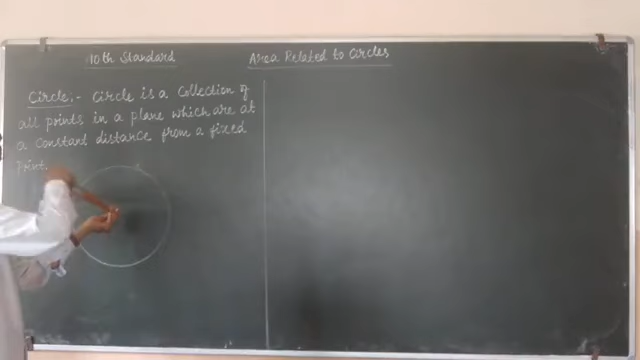 10th Standard
Area Related to Circles
Circle:- Circle is a Collection of
all points in a plane which are at
a Constant distance from a fixed
point.